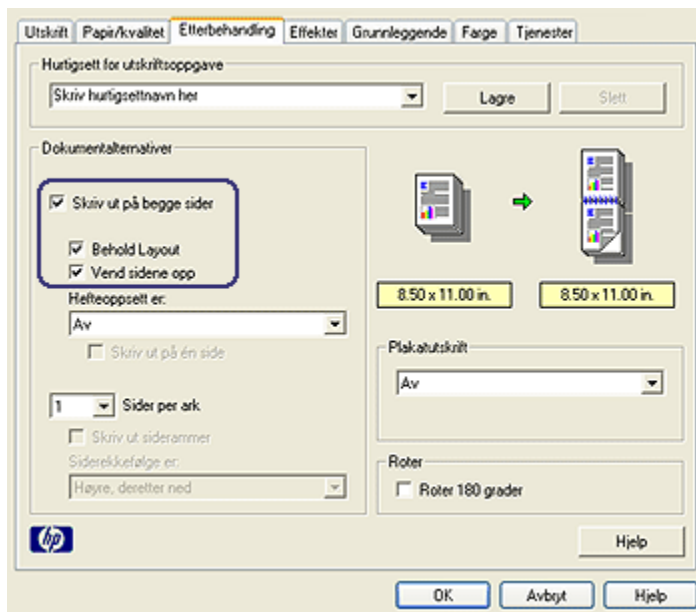 Utskrift Papir/kvalitet Etterbehandling Effekter Grunnleggende Farge Tjenester
Hurtigsett for utskriftsoppgave
Skriv hurtigsettnavn her
Lagre
Slett
Dokumentalternativer
Skriv ut på begge sider
Behold Layout
Vend sidene opp
Hefteoppsett er:
Av
Skriv ut på én side
1 Sider per ark
Skriv ut siderammer
Siderekkefølge er:
Høyre, deretter ned
8.50 x 11.00 in.
8.50 x 11.00 in.
Plakatutskrift
Av
Roter
Roter 180 grader
hp
Hjelp
OK Avbryt Hjelp